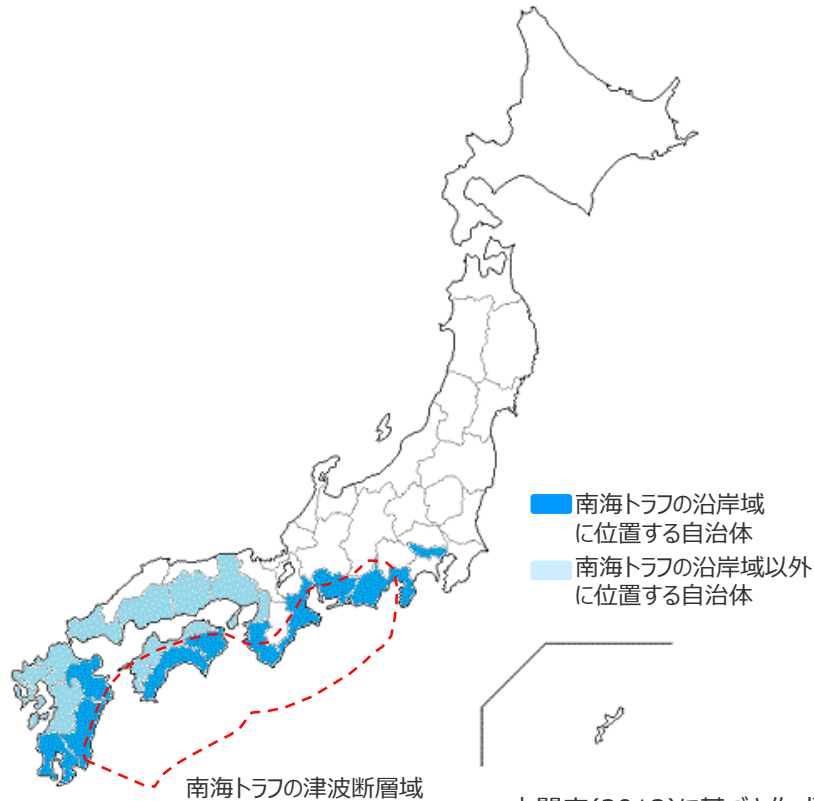 南海トラフの沿岸域
に位置する自治体
南海トラフの沿岸域以外
に位置する自治体
南海トラフの津波断層域